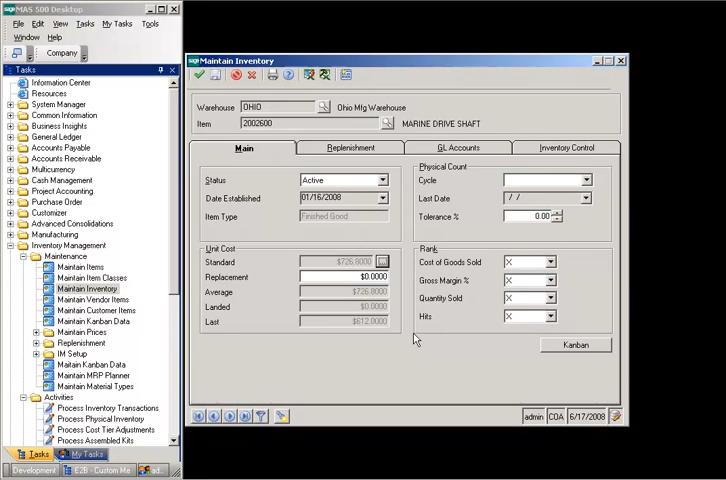 sage MAS 500 Desktop
File Edit View Tasks My Tasks Tools
Window Help
Company
Tasks
Information Center
Resources
System Manager
Common Information
Business Insights
General Ledger
Accounts Payable
Accounts Receivable
Multicurrency
Cash Management
Project Accounting
Purchase Order
Customizer
Advanced Consolidations
Manufacturing
Inventory Management
Maintenance
Maintain Items
Maintain Item Classes
Maintain Inventory
Maintain Vendor Items
Maintain Customer Items
Maintain Kanban Data
Maintain Prices
Replenishment
IM Setup
Maitain Kanban Data
Maintain MRP Planner
Maintain Material Types
Activities
Process Inventory Transactions
Process Physical Inventory
Process Cost Tier Adjustments
Process Assembled Kits
Tasks My Tasks
Development E2B - Custom Me ad...
sage Maintain Inventory
Warehouse OHIO Ohio Mfg Warehouse
Item 2002600 MARINE DRIVE SHAFT
Main Replenishment GL Accounts Inventory Control
Status Active
Date Established 01/16/2008
Item Type Finished Good
Physical Count
Cycle
Last Date / /
Tolerance % 0.00
Unit Cost
Standard $726.8000 ...
Replacement $0.0000
Average $726.8000
Landed $0.0000
Last $612.0000
Rank
Cost of Goods Sold X
Gross Margin % X
Quantity Sold X
Hits X
Kanban
admin COA 6/17/2008